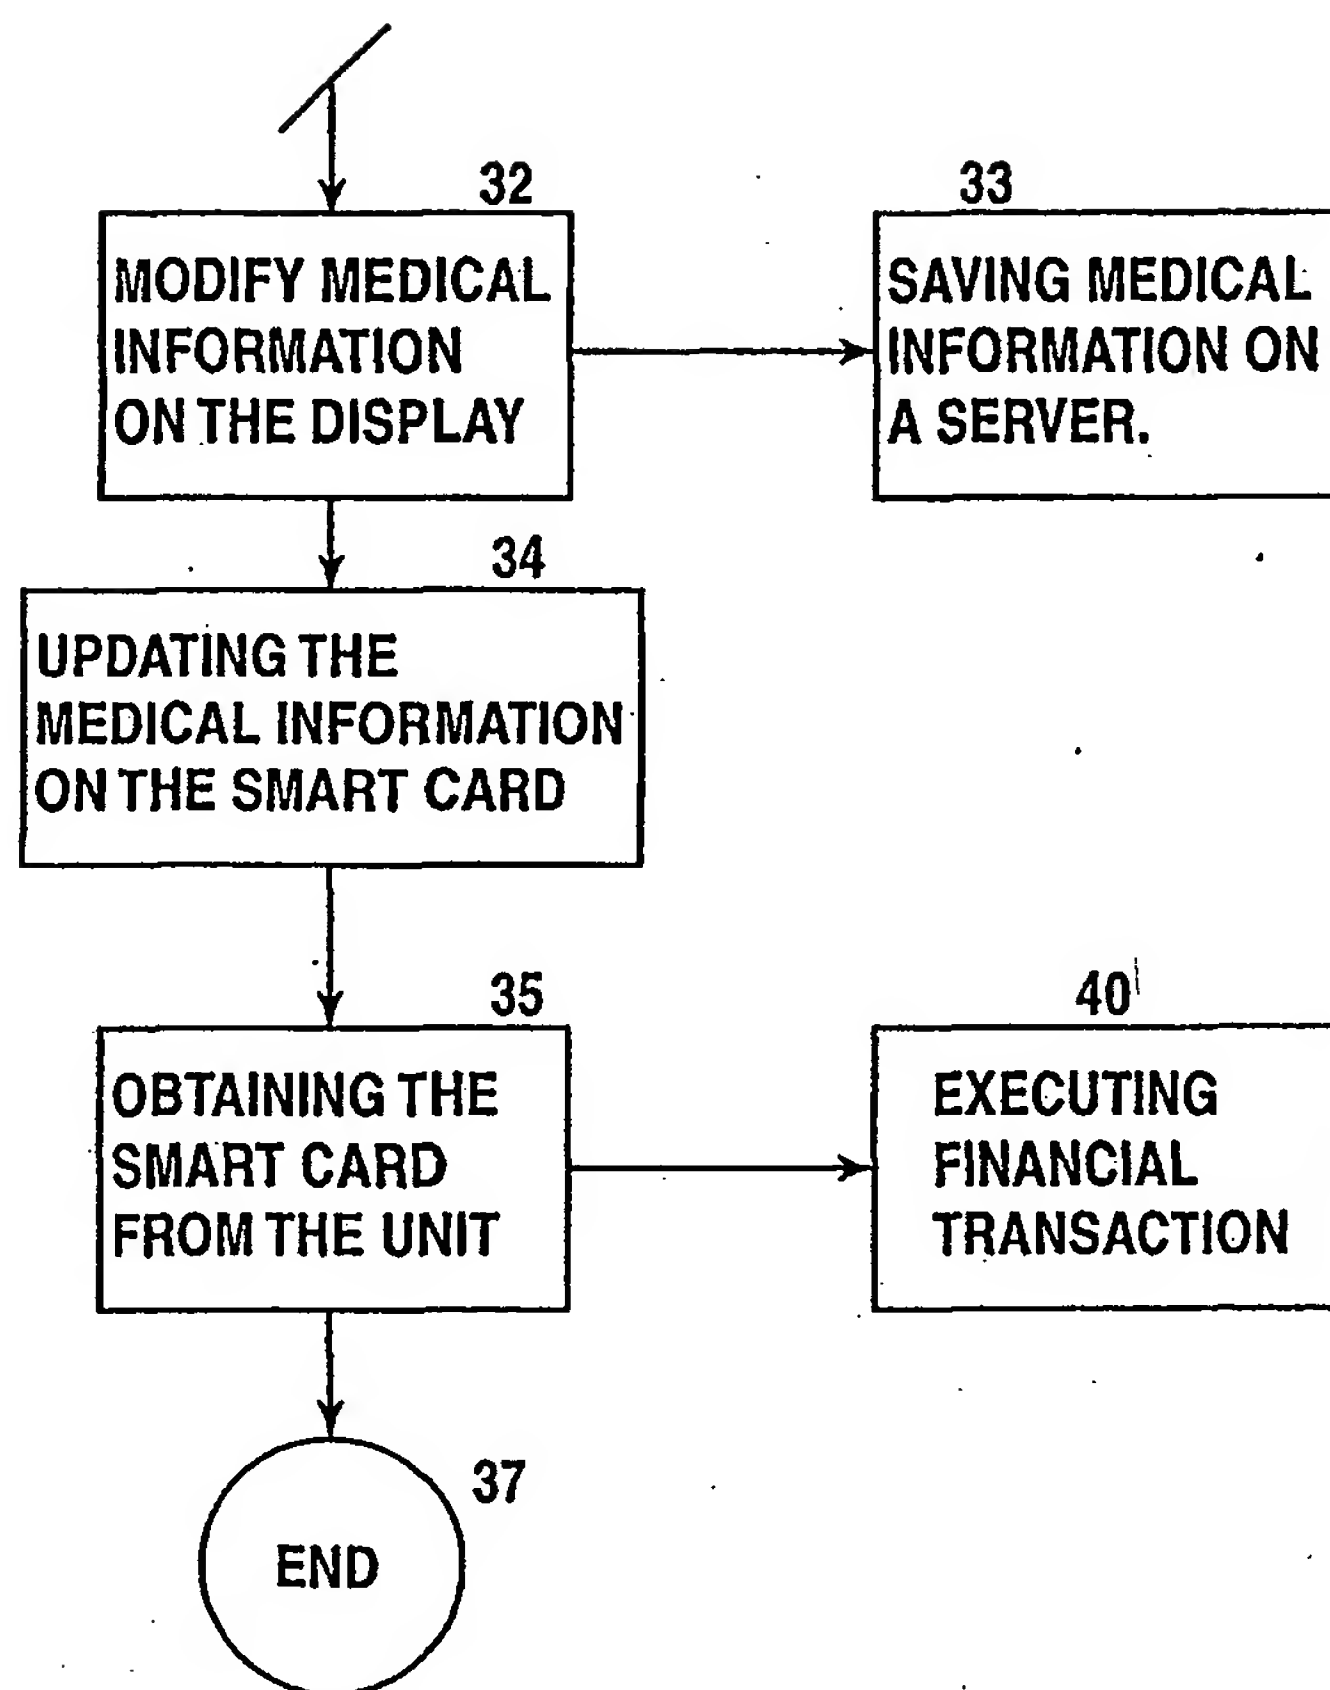 32
MODIFY MEDICAL
INFORMATION
ON THE DISPLAY
33
SAVING MEDICAL
INFORMATION ON
A SERVER.
34
UPDATING THE
MEDICAL INFORMATION
ON THE SMART CARD
35
OBTAINING THE
SMART CARD
FROM THE UNIT
40
EXECUTING
FINANCIAL
TRANSACTION
37
END